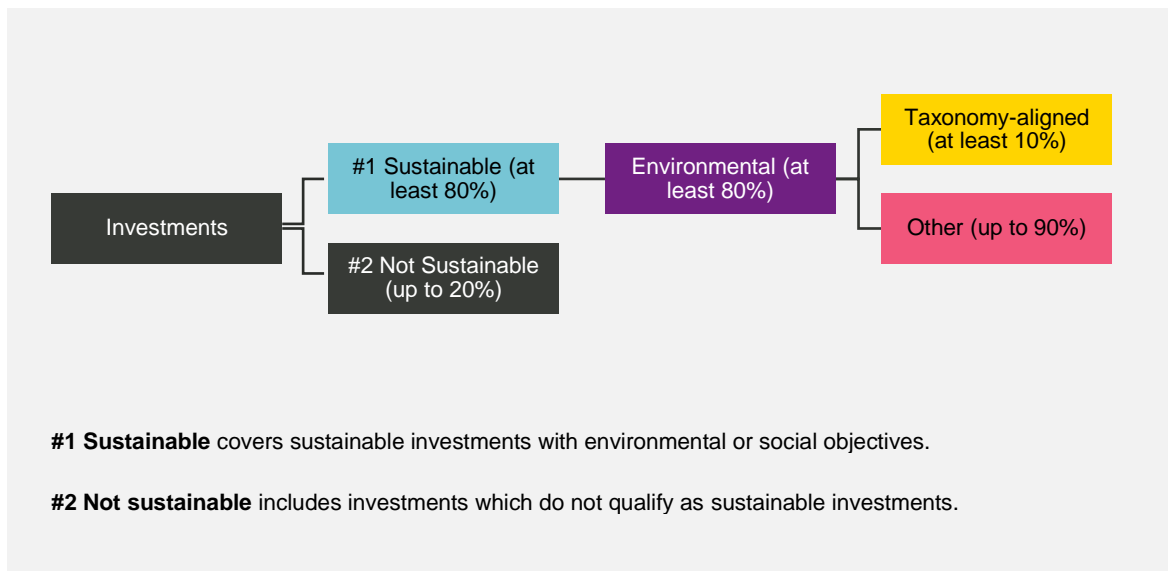 Investments
#1 Sustainable (at
least 80%)
#2 Not Sustainable
(up to 20%)
Environmental (at
least 80%)
Taxonomy-aligned
(at least 10%)
Other (up to 90%)
#1 Sustainable covers sustainable investments with environmental or social objectives.
#2 Not sustainable includes investments which do not qualify as sustainable investments.